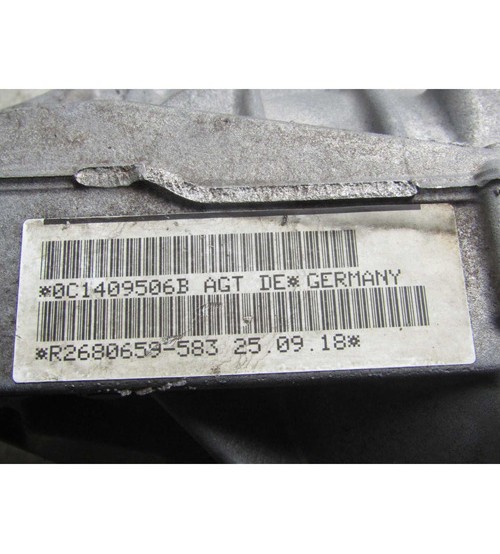 *0C1409506B AGT DE*GERMANY
*R2680659-583 25.09.18*